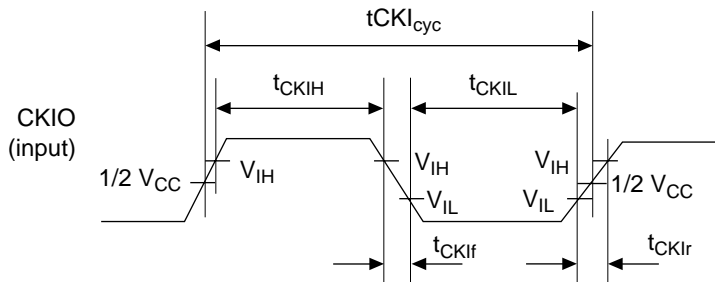 tCKIcyc
tCKIH
tCKIL
CKIO
(input)
VIH
VIH
VIH
1/2 VCC
1/2 VCC
VIL
VIL
tCKIf
tCKIr